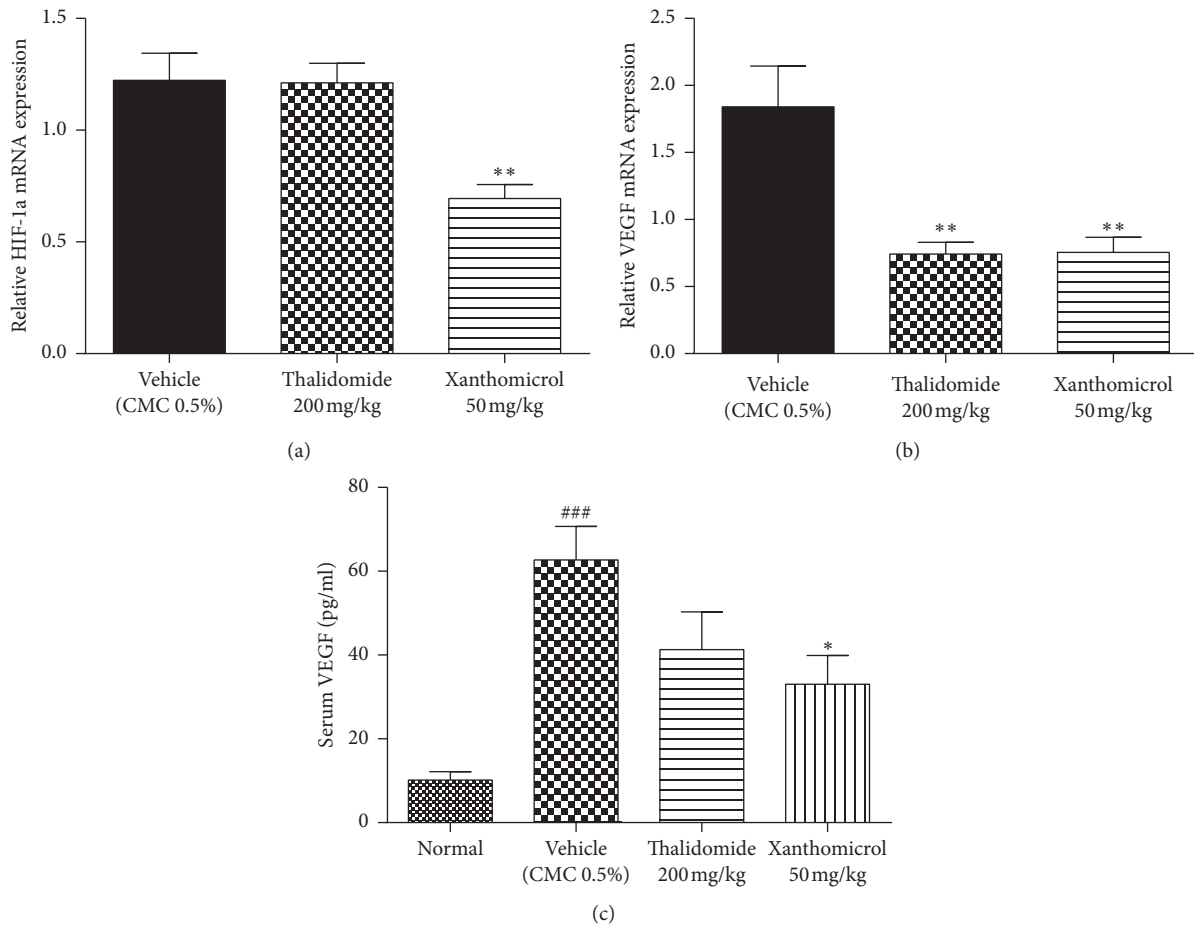 1.5
1.0
0.5
0.0
Relative HIF-1a mRNA expression
**
Vehicle
(CMC 0.5%)
Thalidomide
200 mg/kg
Xanthomicrol
50 mg/kg
(a)
2.5
2.0
1.5
1.0
0.5
0.0
Relative VEGF mRNA expression
**
**
Vehicle
(CMC 0.5%)
Thalidomide
200 mg/kg
Xanthomicrol
50 mg/kg
(b)
80
60
40
20
0
Serum VEGF (pg/ml)
###
*
Normal
Vehicle
(CMC 0.5%)
Thalidomide
200 mg/kg
Xanthomicrol
50 mg/kg
(c)